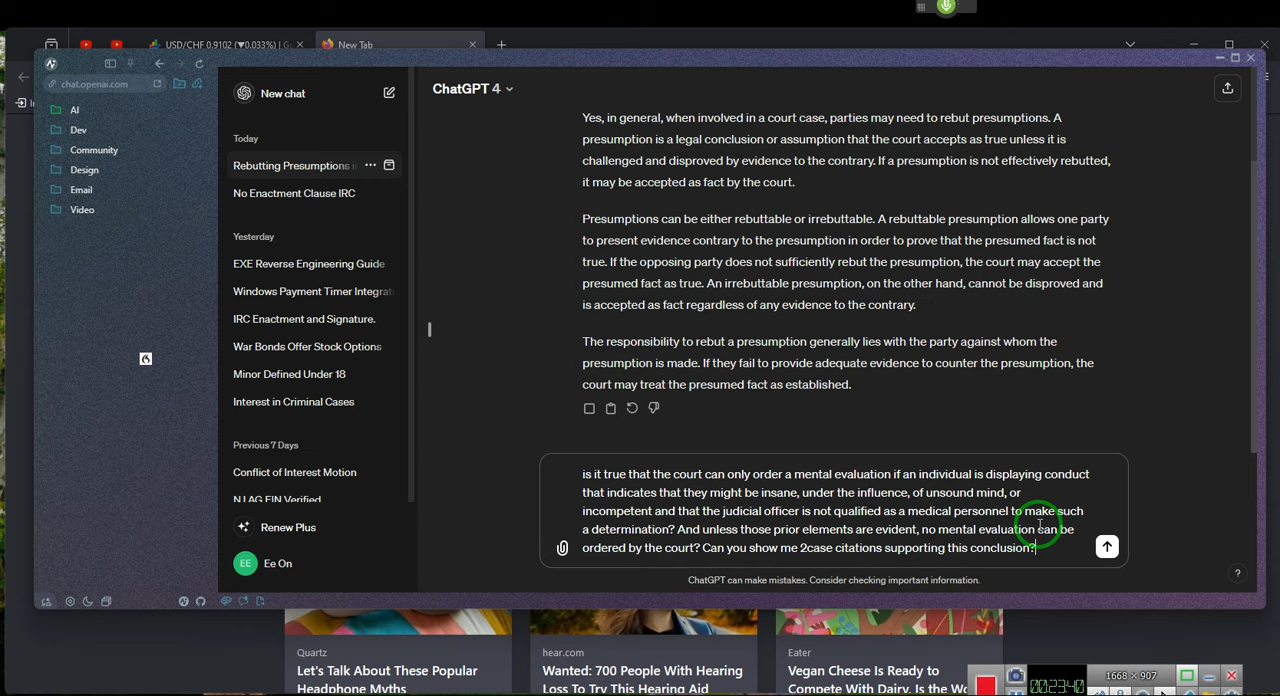 USD/CHF 0.9102 (▼0.033%) | G
New Tab
chat.openai.com
AI
Dev
Community
Design
Email
Video
New chat
Today
Rebutting Presumptions i
No Enactment Clause IRC
Yesterday
EXE Reverse Engineering Guide
Windows Payment Timer Integrat
IRC Enactment and Signature.
War Bonds Offer Stock Options
Minor Defined Under 18
Interest in Criminal Cases
Previous 7 Days
Conflict of Interest Motion
NJ AG EIN Verified
Renew Plus
EE
Ee On
ChatGPT 4
Yes, in general, when involved in a court case, parties may need to rebut presumptions. A
presumption is a legal conclusion or assumption that the court accepts as true unless it is
challenged and disproved by evidence to the contrary. If a presumption is not effectively rebutted,
it may be accepted as fact by the court.
Presumptions can be either rebuttable or irrebuttable. A rebuttable presumption allows one party
to present evidence contrary to the presumption in order to prove that the presumed fact is not
true. If the opposing party does not sufficiently rebut the presumption, the court may accept the
presumed fact as true. An irrebuttable presumption, on the other hand, cannot be disproved and
is accepted as fact regardless of any evidence to the contrary.
The responsibility to rebut a presumption generally lies with the party against whom the
presumption is made. If they fail to provide adequate evidence to counter the presumption, the
court may treat the presumed fact as established.
is it true that the court can only order a mental evaluation if an individual is displaying conduct
that indicates that they might be insane, under the influence, of unsound mind, or
incompetent and that the judicial officer is not qualified as a medical personnel to make such
a determination? And unless those prior elements are evident, no mental evaluation can be
ordered by the court? Can you show me 2case citations supporting this conclusion?
ChatGPT can make mistakes. Consider checking important information.
?
Quartz
Let's Talk About These Popular
Headphone Myths
hear.com
Wanted: 700 People With Hearing
Loss To Try This Hearing Aid
Eater
Vegan Cheese Is Ready to
Compete With Dairy. Is the Wo
1668 × 907
00:23:40